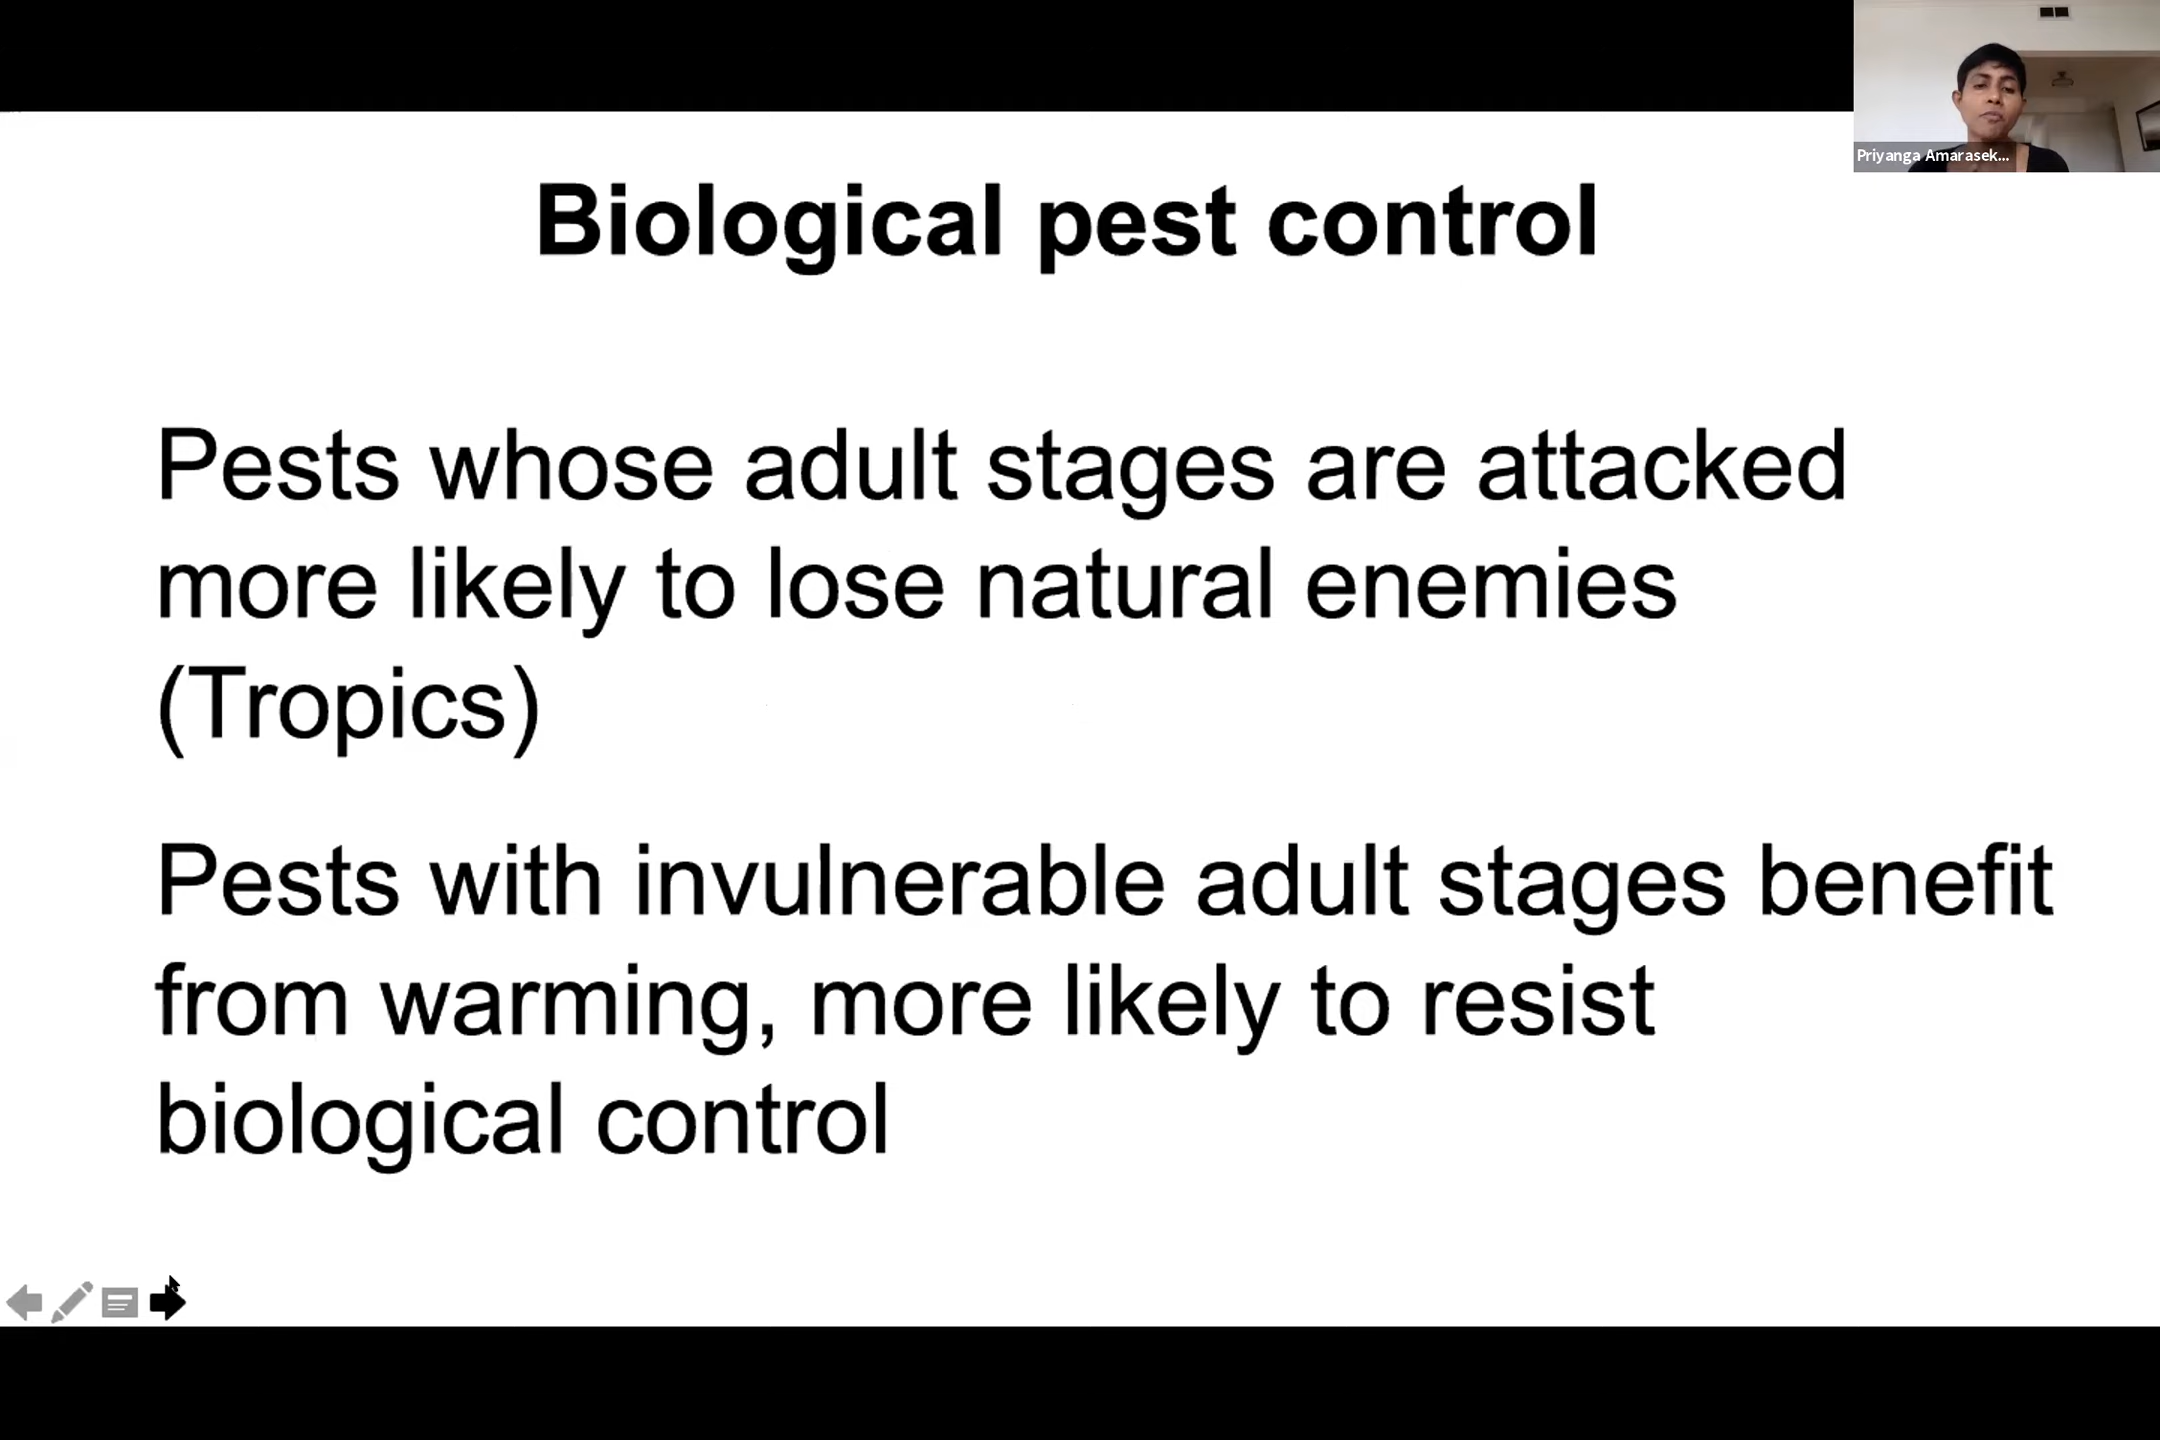 Priyanga Amarasek...
Biological pest control
Pests whose adult stages are attacked
more likely to lose natural enemies
(Tropics)
Pests with invulnerable adult stages benefit
from warming, more likely to resist
biological control